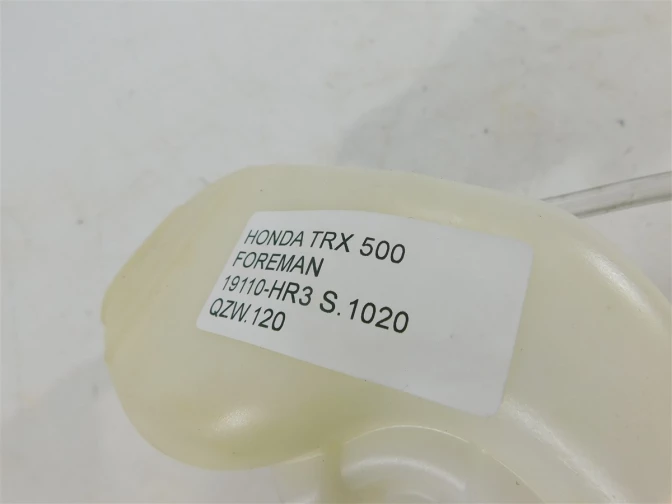 HONDA TRX 500
FOREMAN
19110-HR3 S.1020
QZW.120